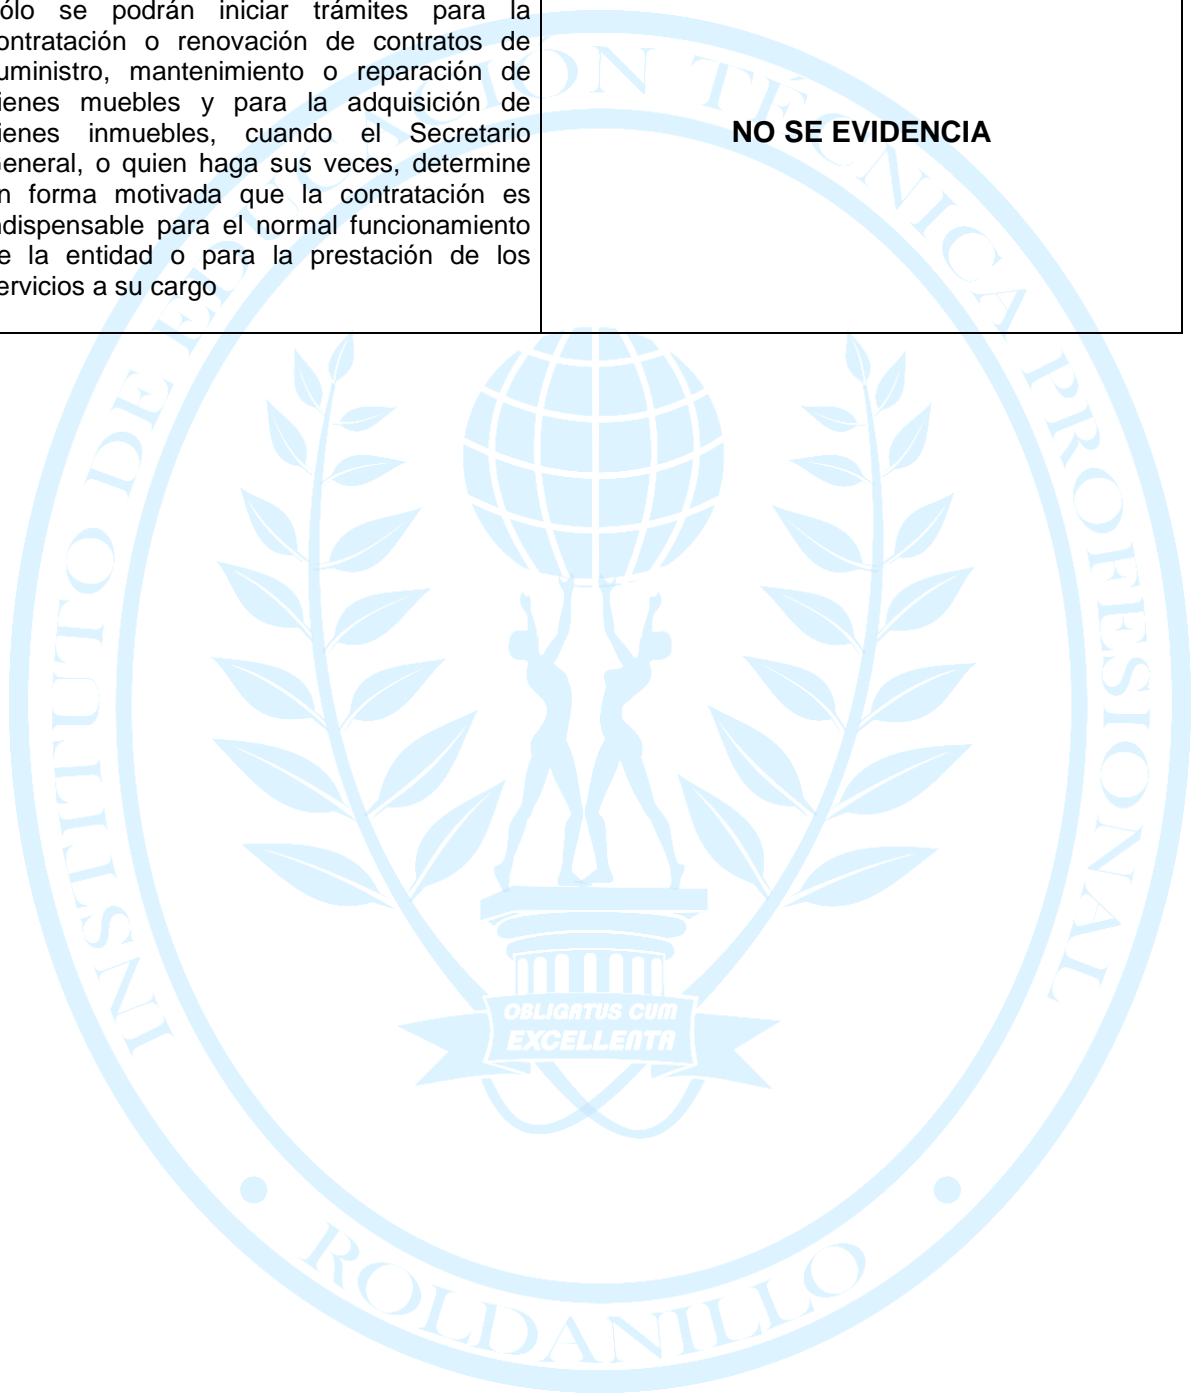 ólo se podrán iniciar trámites para la
ontratación o renovación de contratos de
uministro, mantenimiento o reparación de
ienes muebles y para la adquisición de
ienes inmuebles, cuando el Secretario
General, o quien haga sus veces, determine
n forma motivada que la contratación es
ndispensable para el normal funcionamiento
e la entidad o para la prestación de los
ervicios a su cargo
NO SE EVIDENCIA
INSTITUTO DE EDUCACIÓN TÉCNICA PROFESIONAL
OBLIGATUS CUM
EXCELLENTA
• ROLDANILLO •